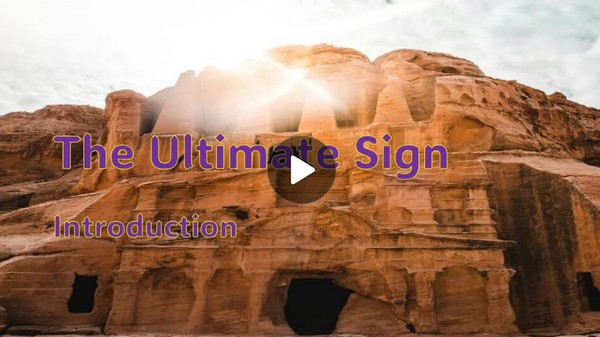 The Ultimate Sign
Introduction